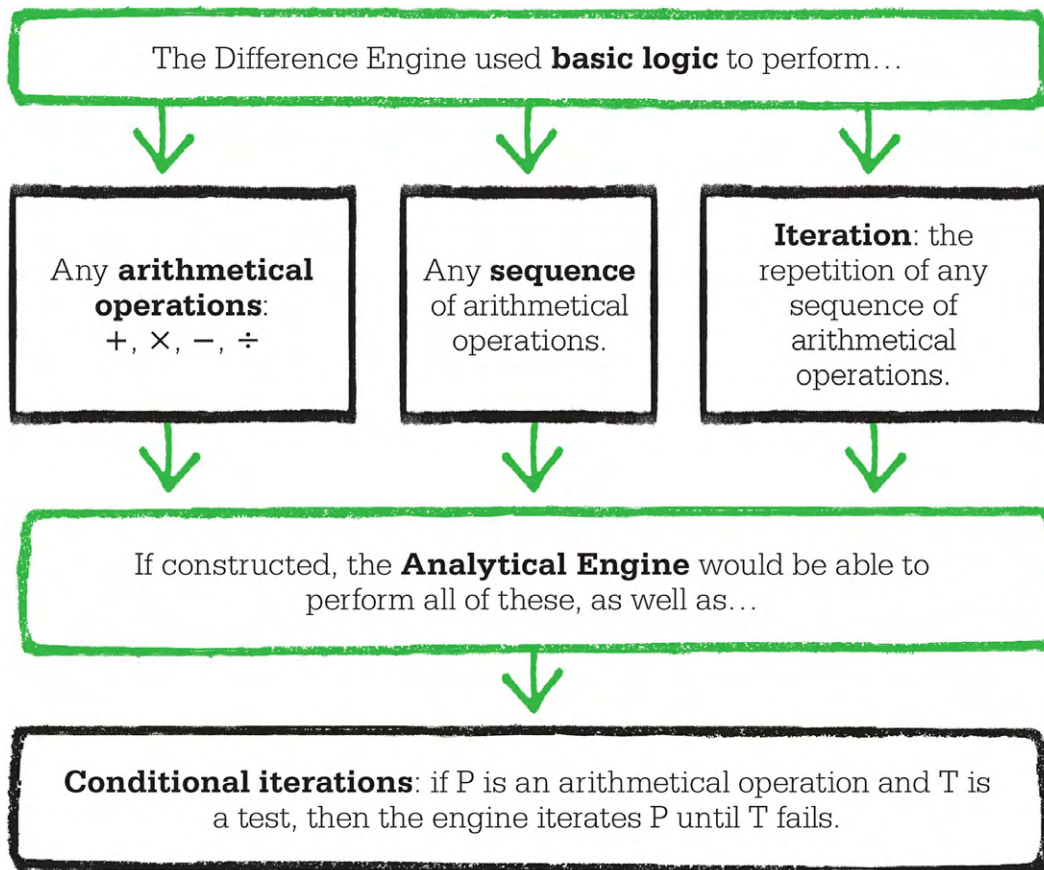 The Difference Engine used basic logic to perform…
Any arithmetical
operations:
+, ×, −, ÷
Any sequence
of arithmetical
operations.
Iteration: the
repetition of any
sequence of
arithmetical
operations.
If constructed, the Analytical Engine would be able to
perform all of these, as well as…
Conditional iterations: if P is an arithmetical operation and T is
a test, then the engine iterates P until T fails.